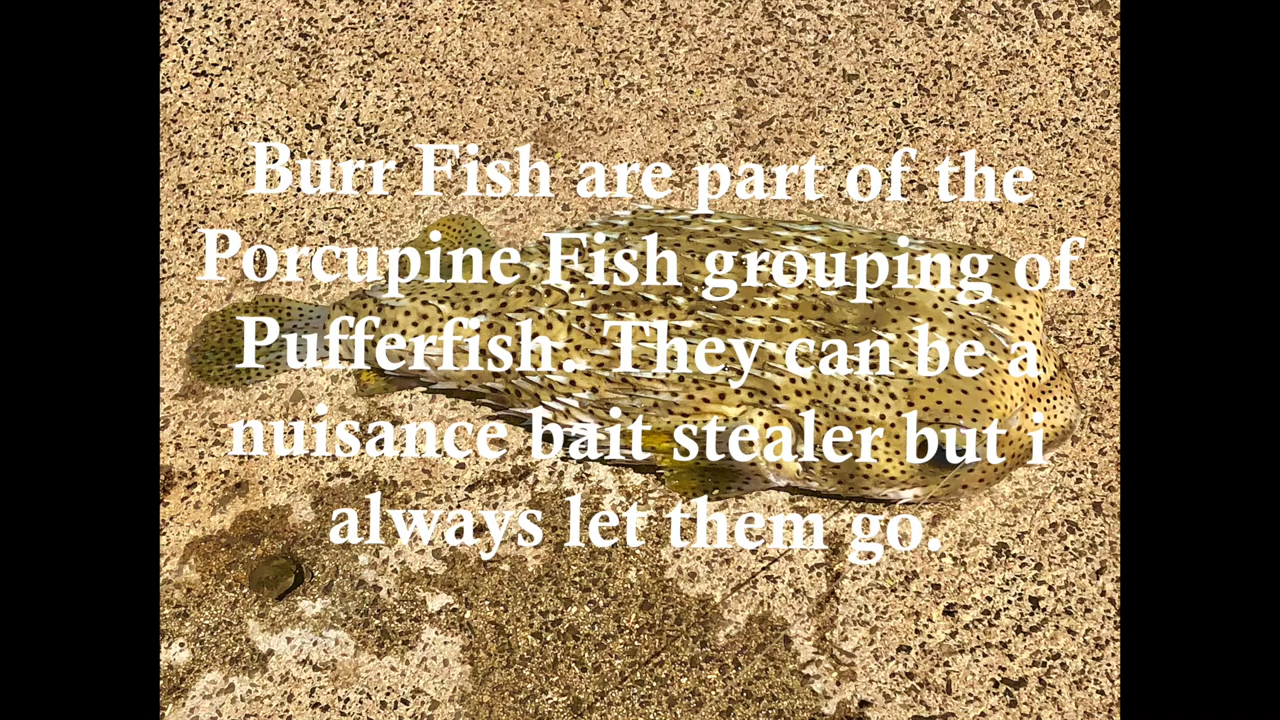 Burr Fish are part of the
Porcupine Fish grouping of
Pufferfish. They can be a
nuisance bait stealer but i
always let them go.